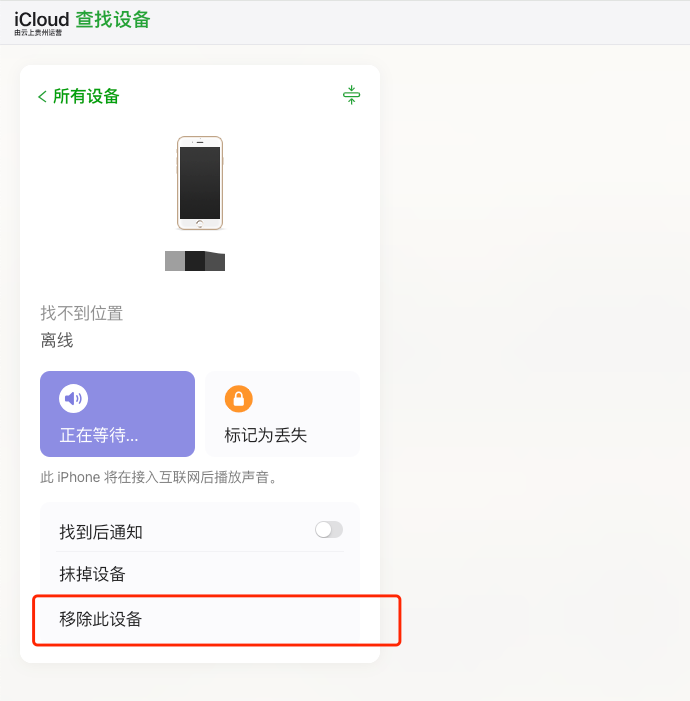 iCloud 查找设备
由云上贵州运营
所有设备
找不到位置
离线
正在等待...
标记为丢失
此 iPhone 将在接入互联网后播放声音。
找到后通知
抹掉设备
移除此设备